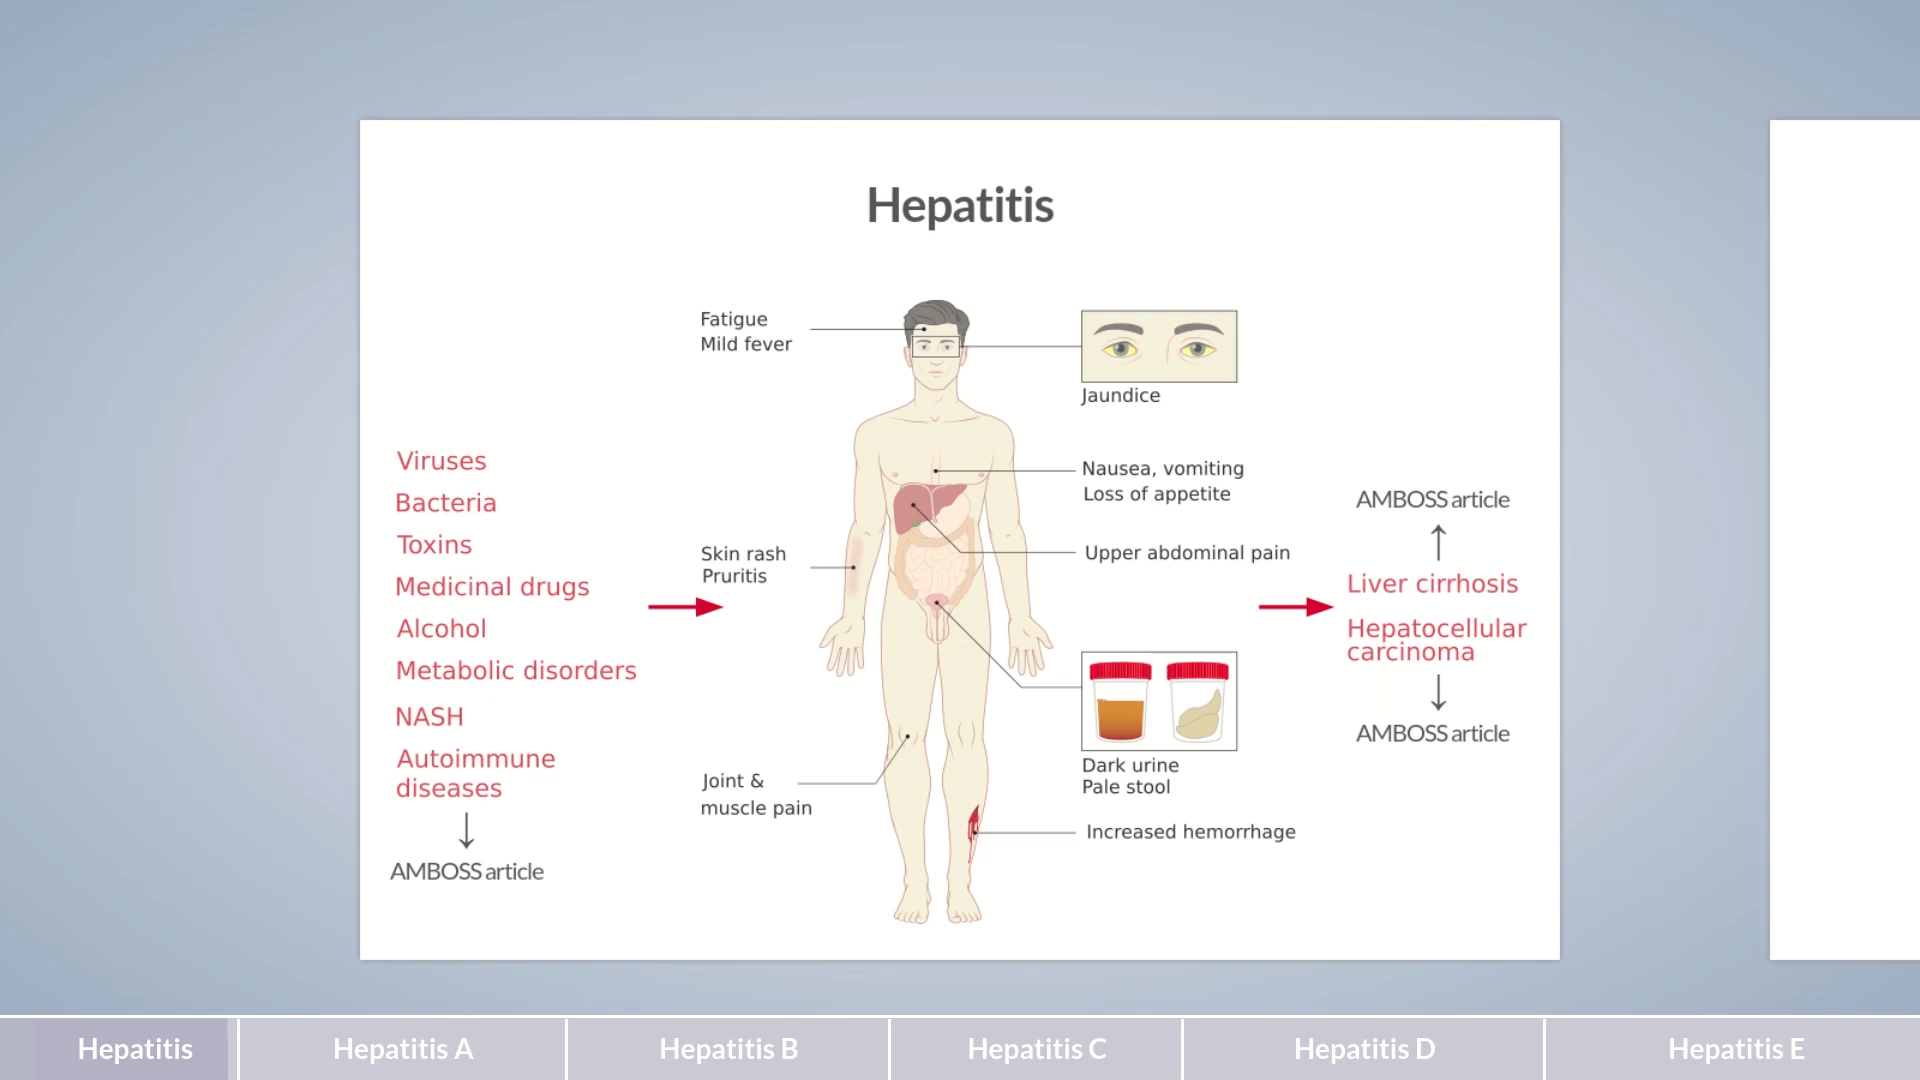 Hepatitis
Fatigue
Mild fever
Jaundice
Viruses
Bacteria
Toxins
Medicinal drugs
Alcohol
Metabolic disorders
NASH
Autoimmune
diseases
AMBOSS article
Skin rash
Pruritis
Joint &
muscle pain
Nausea, vomiting
Loss of appetite
Upper abdominal pain
Dark urine
Pale stool
Increased hemorrhage
AMBOSS article
Liver cirrhosis
Hepatocellular
carcinoma
AMBOSS article
Hepatitis
Hepatitis A
Hepatitis B
Hepatitis C
Hepatitis D
Hepatitis E